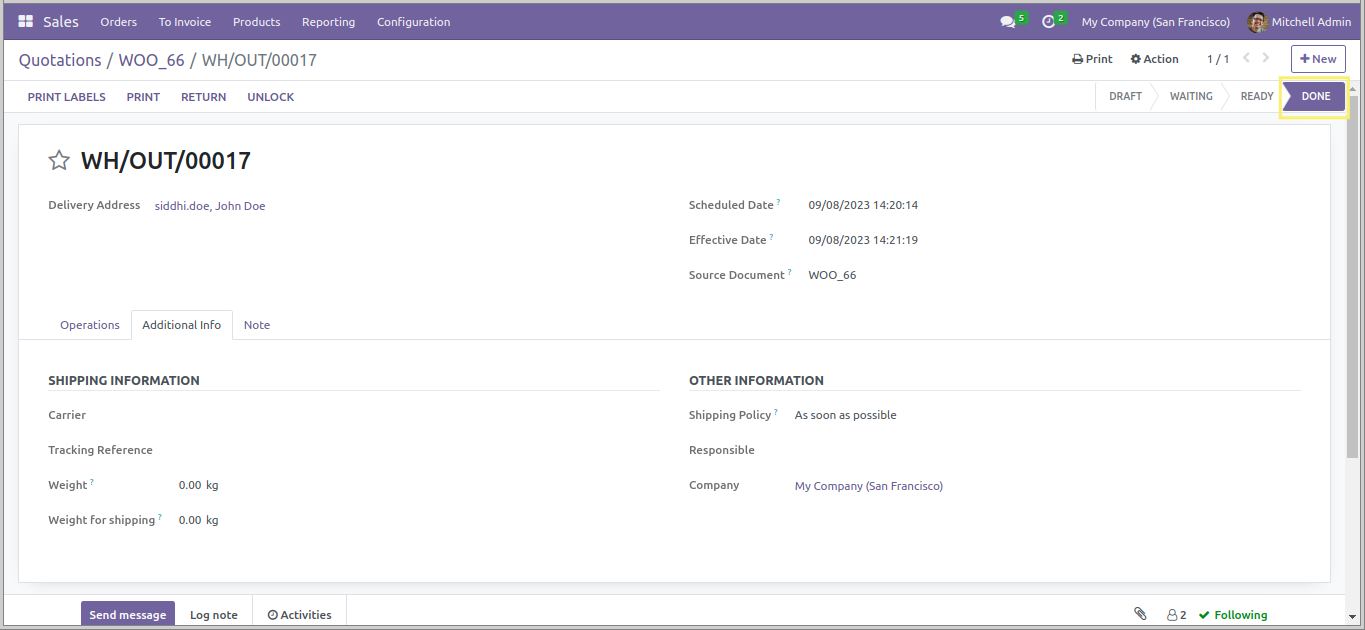 Sales Orders To Invoice Products Reporting Configuration 5 2 My Company (San Francisco) Mitchell Admin
Quotations / WOO_66 / WH/OUT/00017 Print Action 1 / 1 +New
PRINT LABELS PRINT RETURN UNLOCK DRAFT WAITING READY DONE
WH/OUT/00017
Delivery Address siddhi.doe, John Doe Scheduled Date ? 09/08/2023 14:20:14
Effective Date ? 09/08/2023 14:21:19
Source Document ? WOO_66
Operations Additional Info Note
SHIPPING INFORMATION OTHER INFORMATION
Carrier Shipping Policy ? As soon as possible
Tracking Reference Responsible
Weight ? 0.00 kg Company My Company (San Francisco)
Weight for shipping ? 0.00 kg
Send message Log note Activities 2 Following